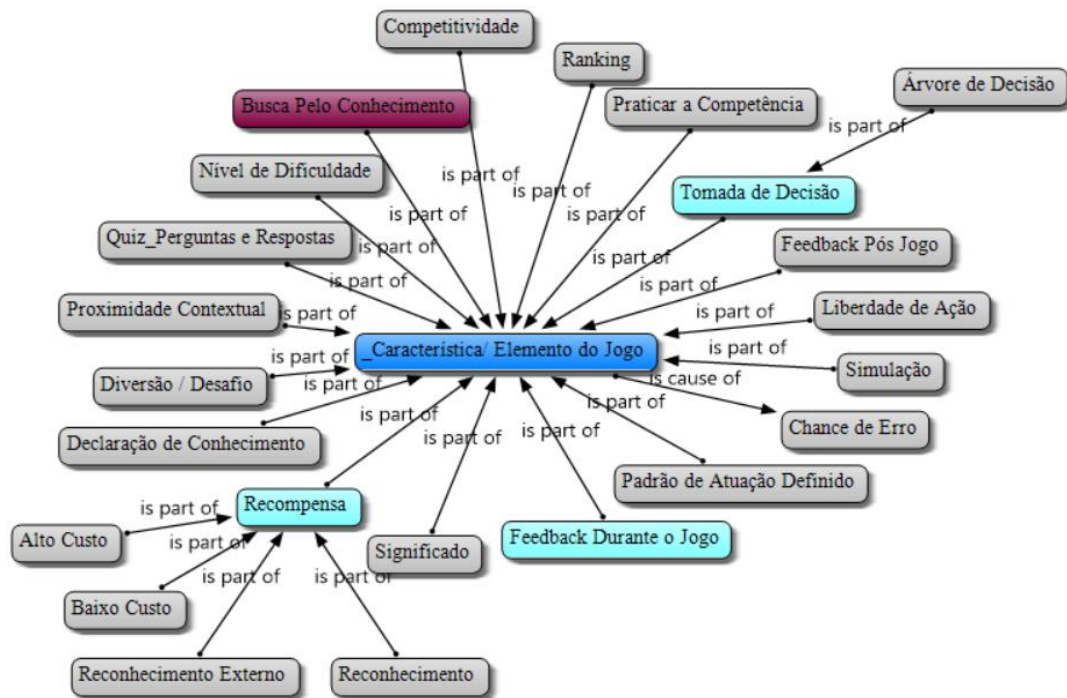 Competitividade
Ranking
Árvore de Decisão
Busca Pelo Conhecimento
Praticar a Competência
is part of
Nível de Dificuldade
is part of
is part of
Tomada de Decisão
is part of
is part of
Quiz_Perguntas e Respostas
is part of
is part of
Feedback Pós Jogo
is part of
is part of
is part of
Proximidade Contextual
is part of
Liberdade de Ação
is part of
_Característica/ Elemento do Jogo
is part of
Diversão / Desafio
is part of
is cause of
Simulação
is part of
is part of
is part of
Declaração de Conhecimento
is part of
is part of
Chance de Erro
Padrão de Atuação Definido
Recompensa
is part of
Alto Custo
is part of
Significado
Feedback Durante o Jogo
is part of
is part of
Baixo Custo
Reconhecimento Externo
Reconhecimento